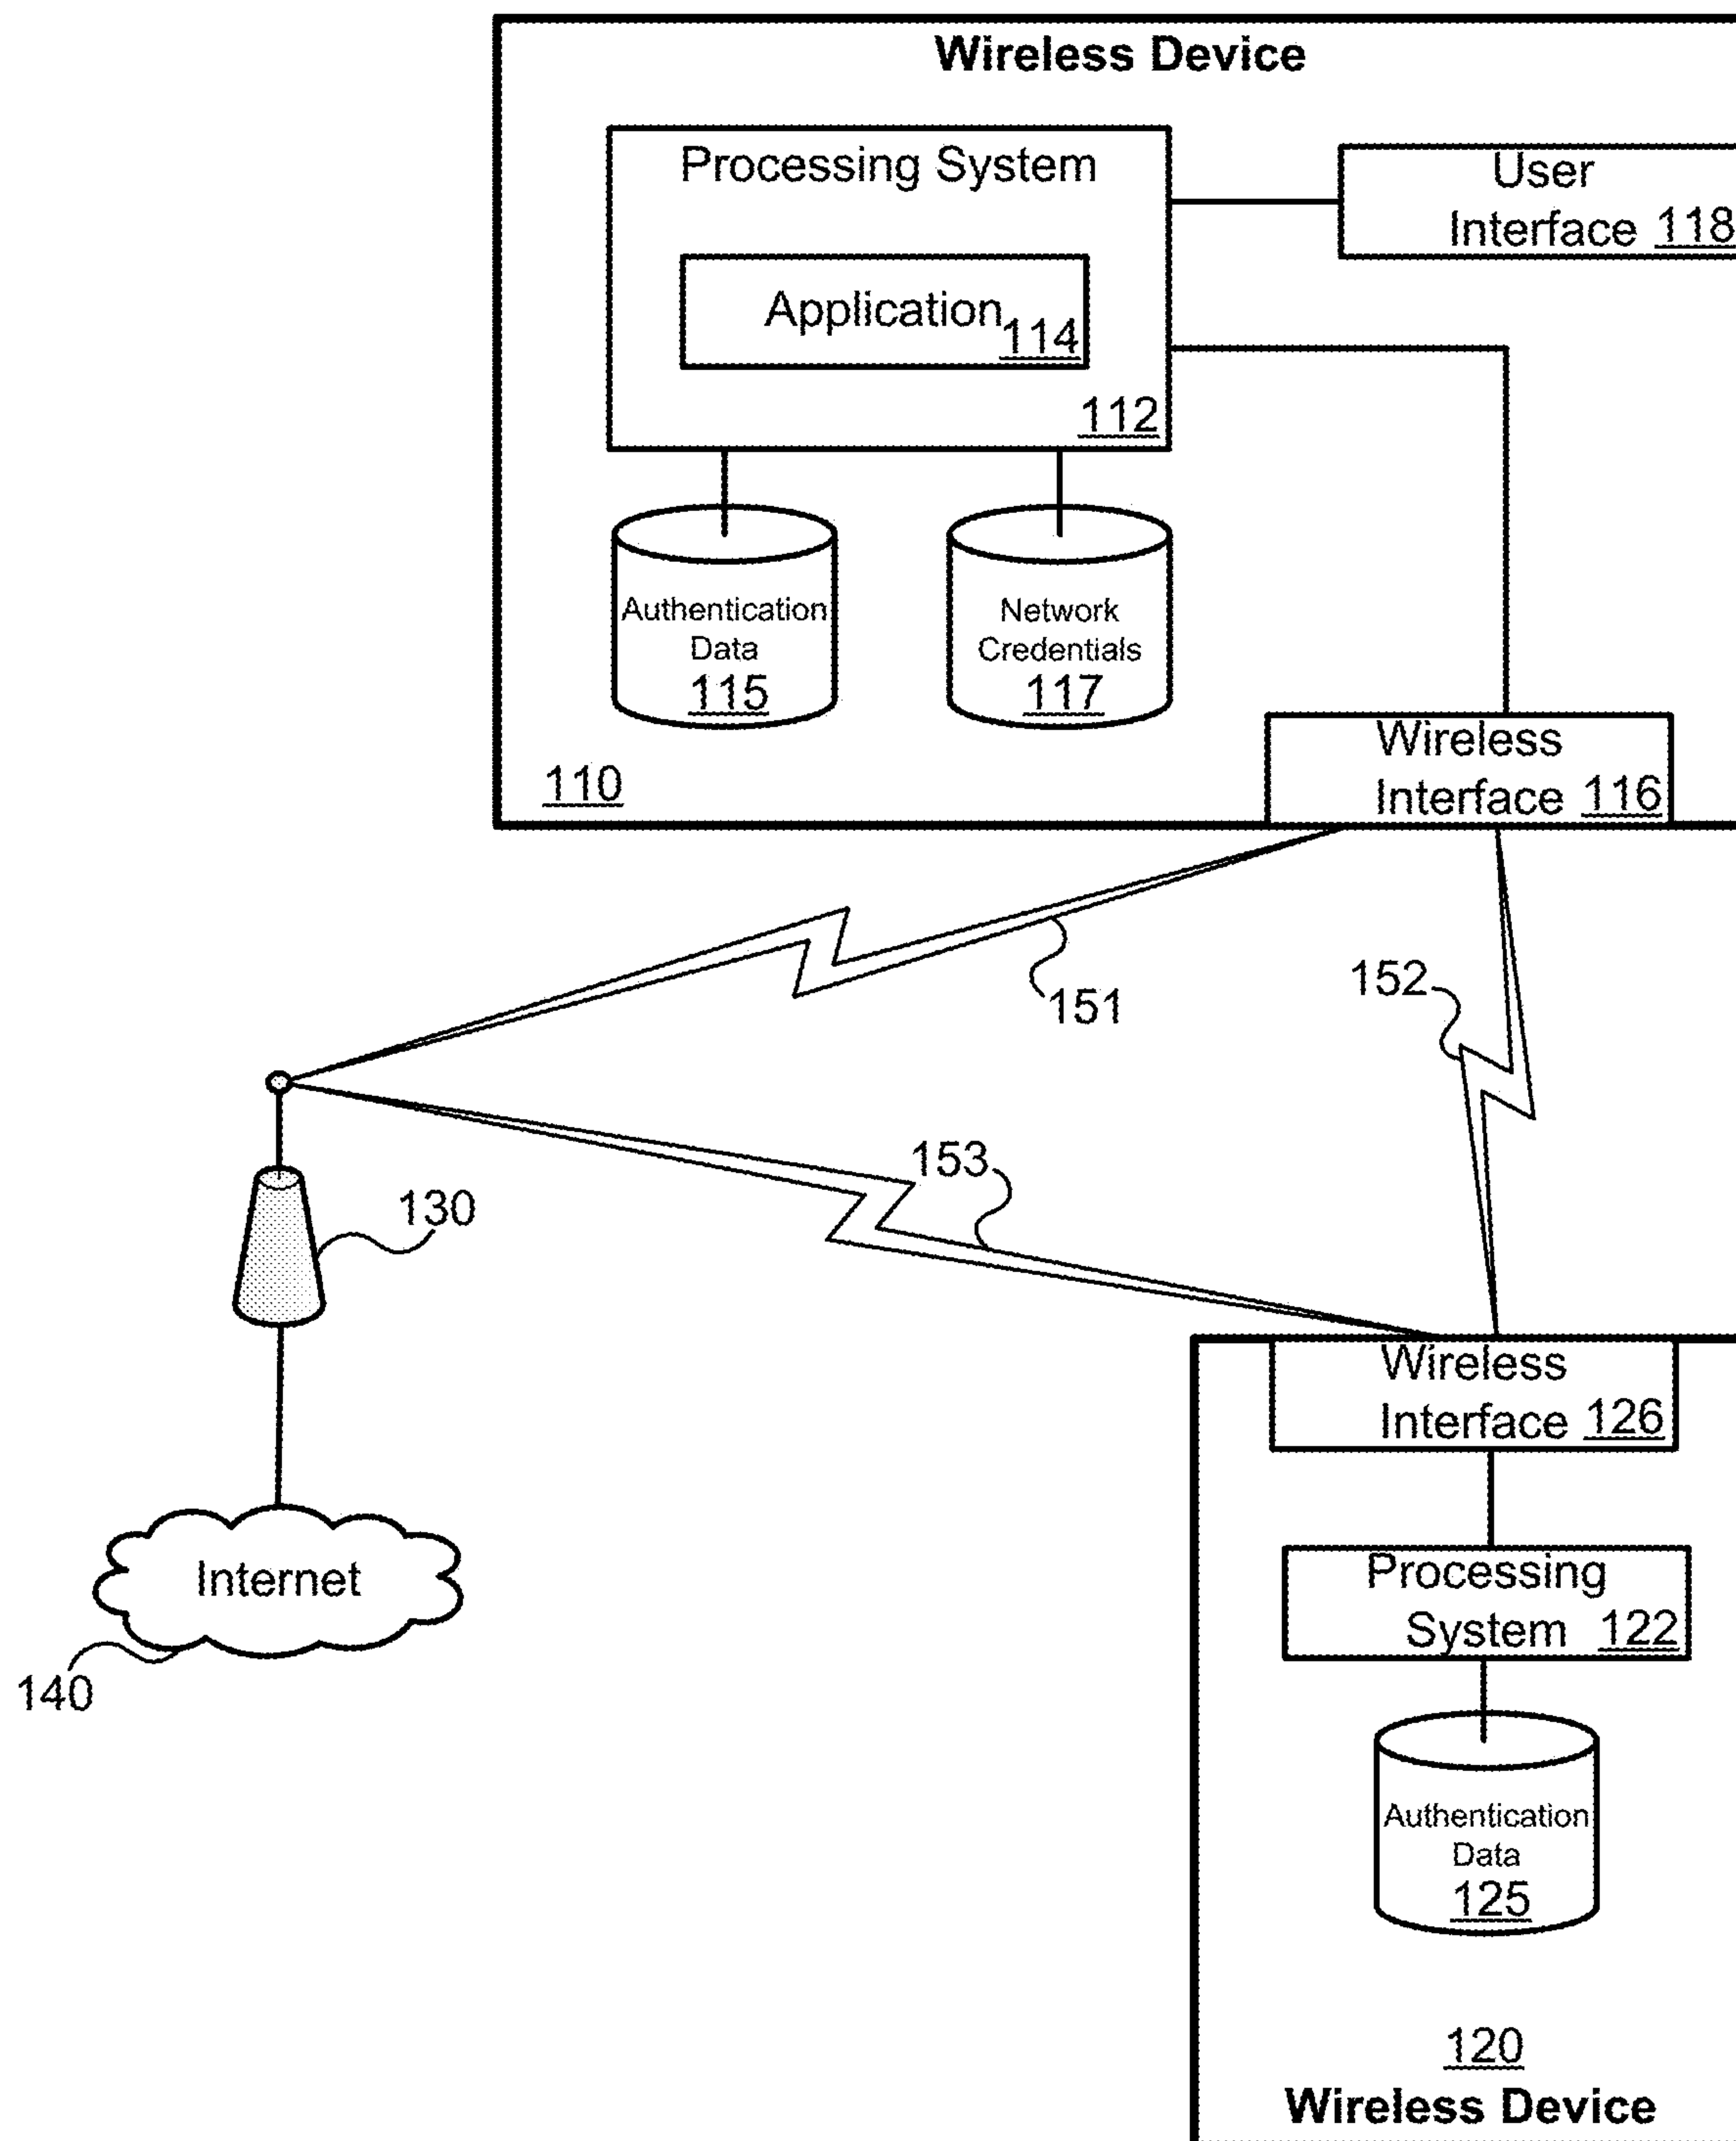 Wireless Device
Processing System
User
Interface 118
Application 114
112
Authentication
Data
115
Network
Credentials
117
Wireless
Interface 116
110
151
152
153
130
Wireless
Interface 126
Internet
140
Processing
System 122
Authentication
Data
125
120
Wireless Device